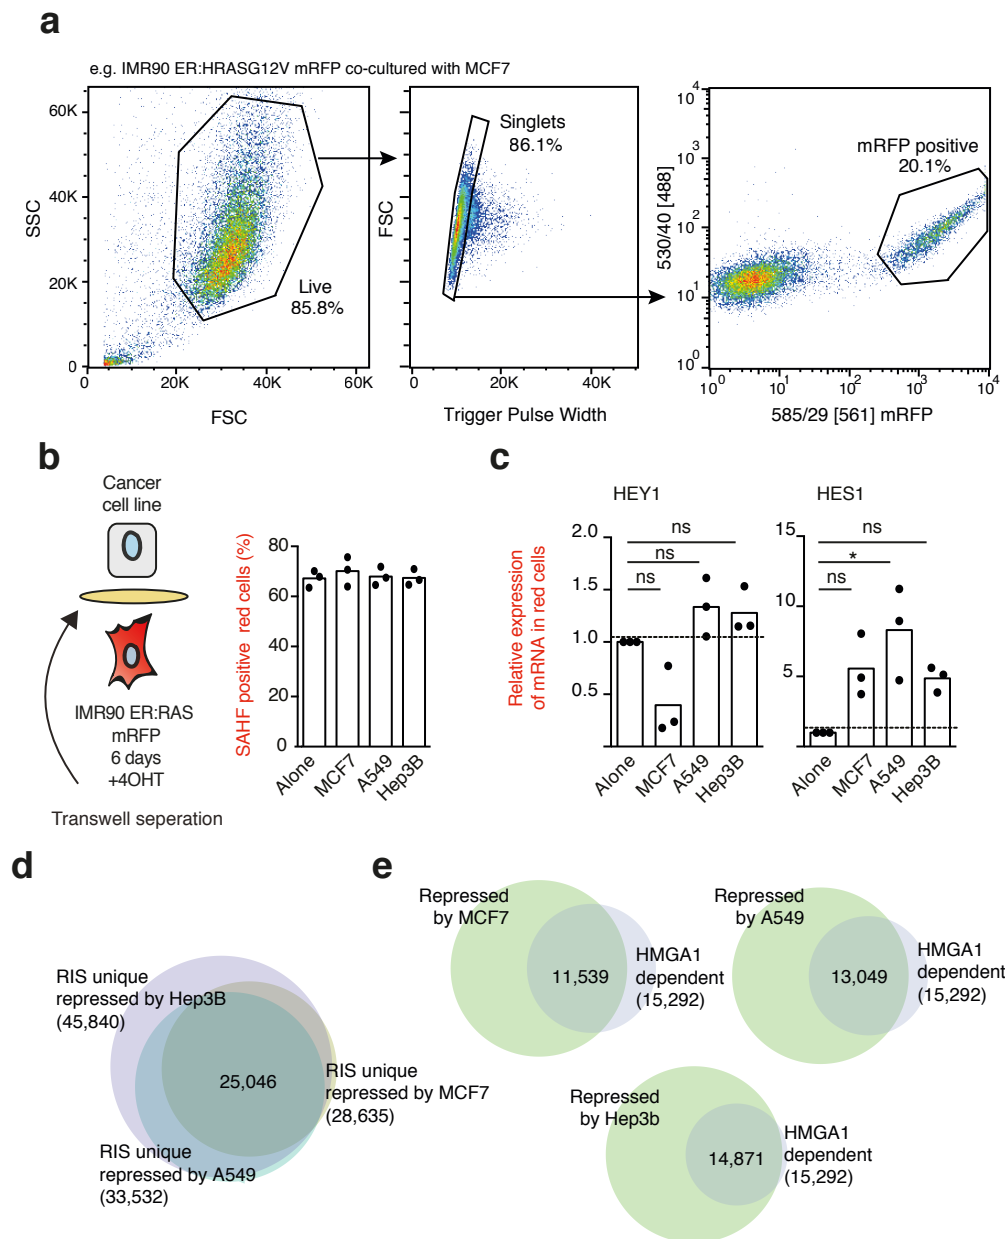 a
e.g. IMR90 ER:HRASG12V mRFP co-cultured with MCF7
60K
40K
20K
0
SSC
Live
85.8%
0
20K
40K
60K
FSC
FSC
Singlets
86.1%
0
20K
40K
Trigger Pulse Width
10^4
10^3
10^2
10^1
10^0
530/40 [488]
mRFP positive
20.1%
10^0
10^1
10^2
10^3
10^4
585/29 [561] mRFP
b
Cancer
cell line
IMR90 ER:RAS
mRFP
6 days
+4OHT
Transwell seperation
SAHF positive red cells (%)
80
60
40
20
0
Alone
MCF7
A549
Hep3B
c
HEY1
Relative expression
of mRNA in red cells
2.0
1.5
1.0
0.5
ns
ns
ns
Alone
MCF7
A549
Hep3B
HES1
15
10
5
ns
*
ns
Alone
MCF7
A549
Hep3B
d
RIS unique
repressed by Hep3B
(45,840)
25,046
RIS unique
repressed by MCF7
(28,635)
RIS unique
repressed by A549
(33,532)
e
Repressed
by MCF7
11,539
HMGA1
dependent
(15,292)
Repressed
by A549
13,049
HMGA1
dependent
(15,292)
Repressed
by Hep3b
14,871
HMGA1
dependent
(15,292)